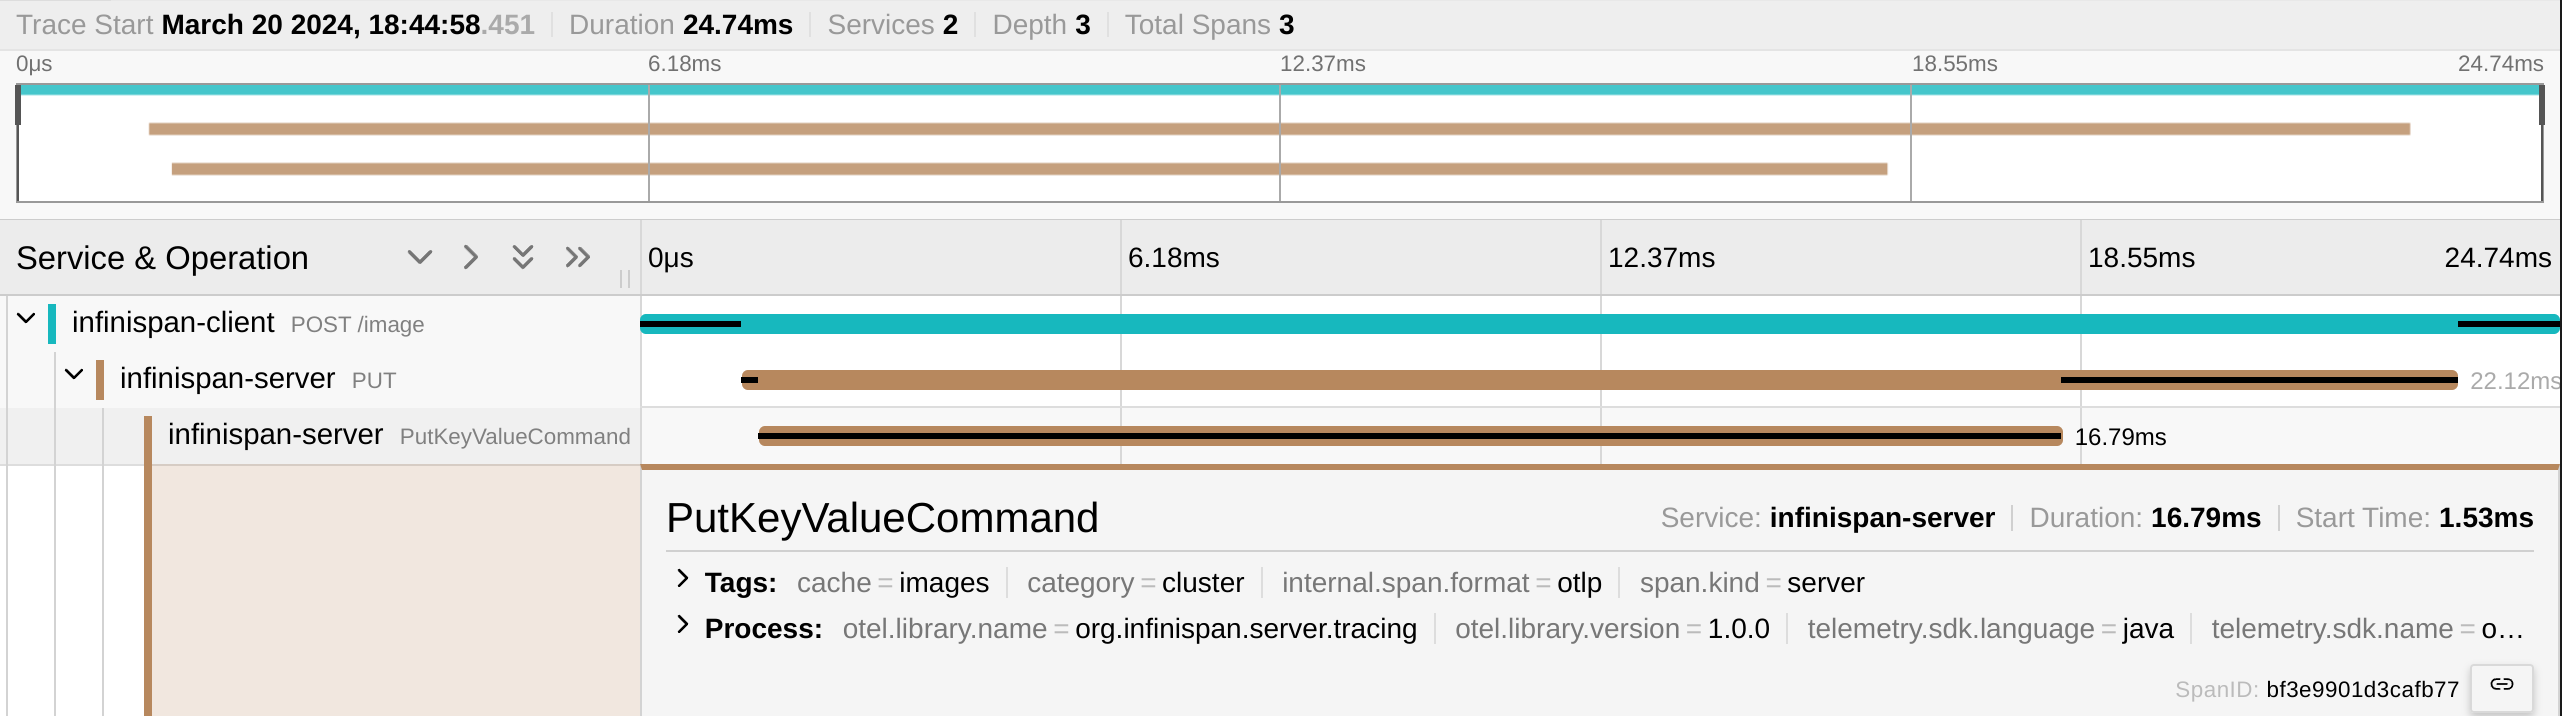 Trace Start March 20 2024, 18:44:58.451 Duration 24.74ms Services 2 Depth 3 Total Spans 3
0μs 6.18ms 12.37ms 18.55ms 24.74ms
Service & Operation 0μs 6.18ms 12.37ms 18.55ms 24.74ms
infinispan-client POST /image
infinispan-server PUT 22.12ms
infinispan-server PutKeyValueCommand 16.79ms
PutKeyValueCommand Service: infinispan-server Duration: 16.79ms Start Time: 1.53ms
Tags: cache = images category = cluster internal.span.format = otlp span.kind = server
Process: otel.library.name = org.infinispan.server.tracing otel.library.version = 1.0.0 telemetry.sdk.language = java telemetry.sdk.name = o…
SpanID: bf3e9901d3cafb77